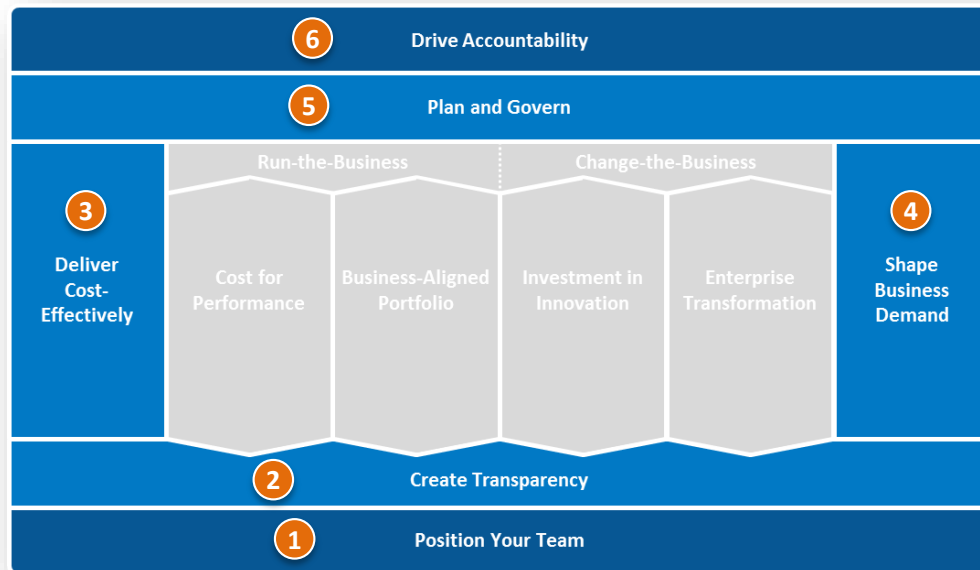 6
Drive Accountability
5
Plan and Govern
Run-the-Business
Change-the-Business
3
Deliver
Cost-
Effectively
Cost for
Performance
Business-Aligned
Portfolio
Investment in
Innovation
Enterprise
Transformation
4
Shape
Business
Demand
2
Create Transparency
1
Position Your Team